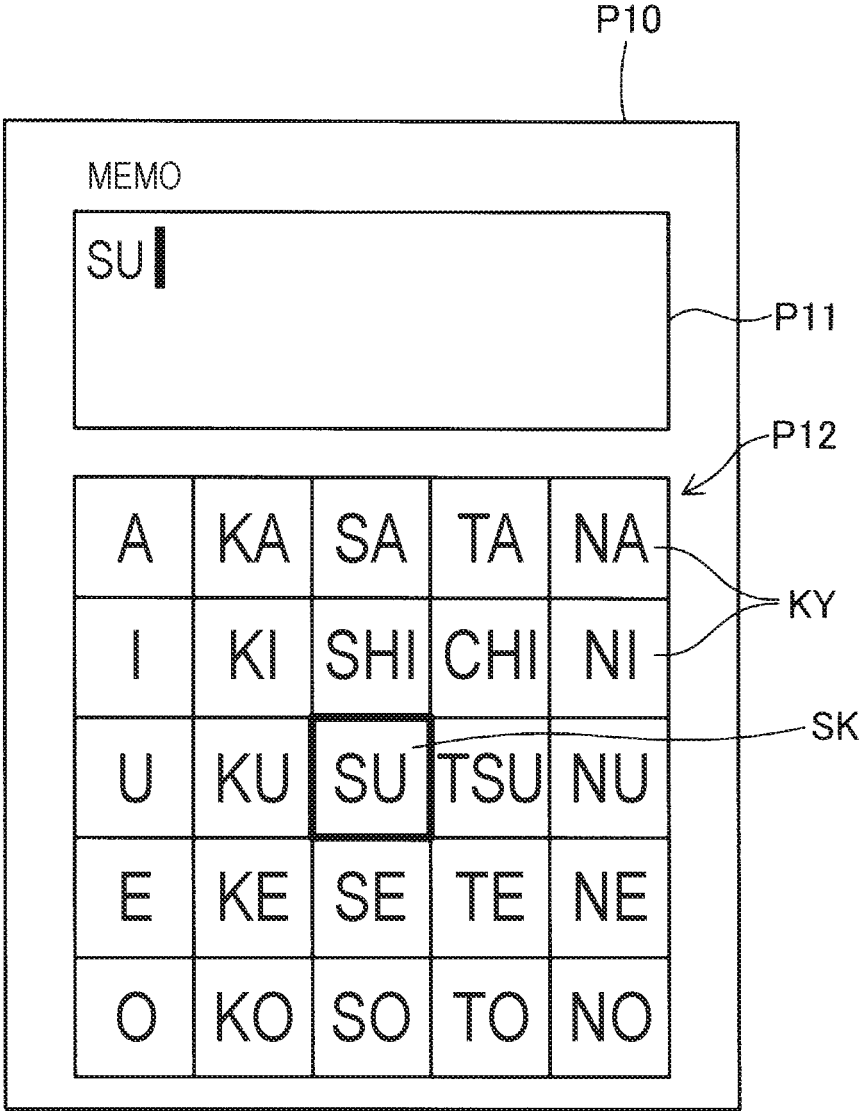 P10
MEMO
SU
P11
P12
A KA SA TA NA
KY
I KI SHI CHI NI
SK
U KU SU TSU NU
E KE SE TE NE
O KO SO TO NO